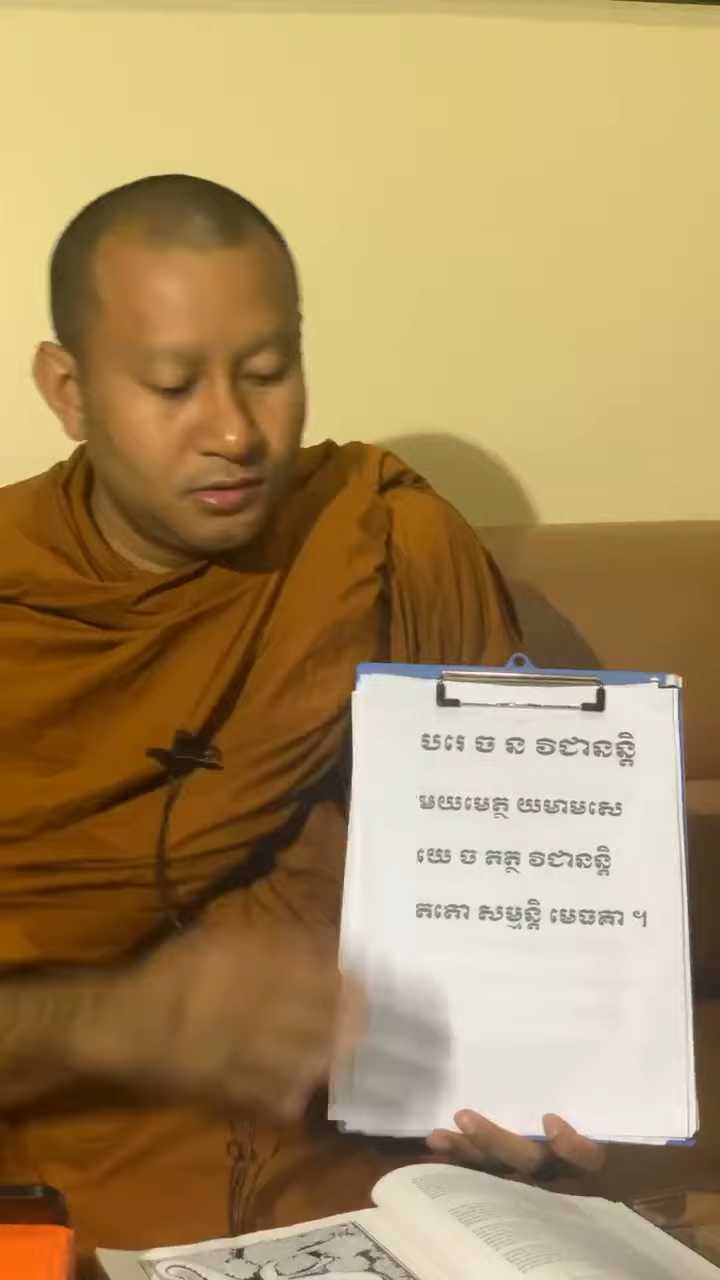 បរេ ច ន វិជានន្តិ
មយមេត្ថ យមាមសេ
យេ ច តត្ថ វិជានន្តិ
តតោ សម្មន្តិ មេធគា ។